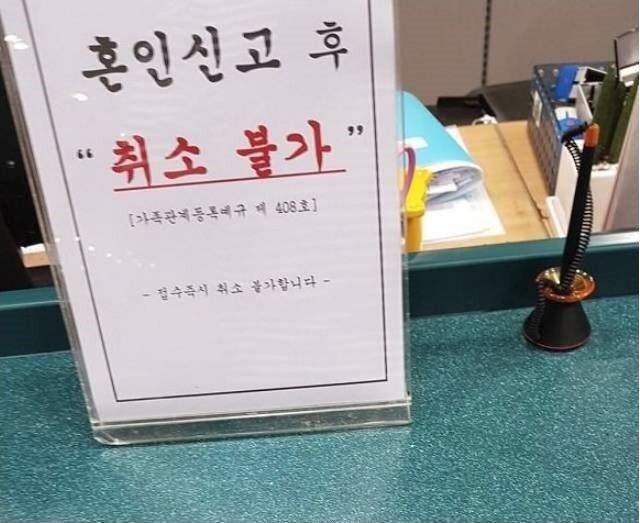 혼인신고 후
“취소 불가”
[가족관계등록예규 제 408호]
- 접수즉시 취소 불가합니다 -